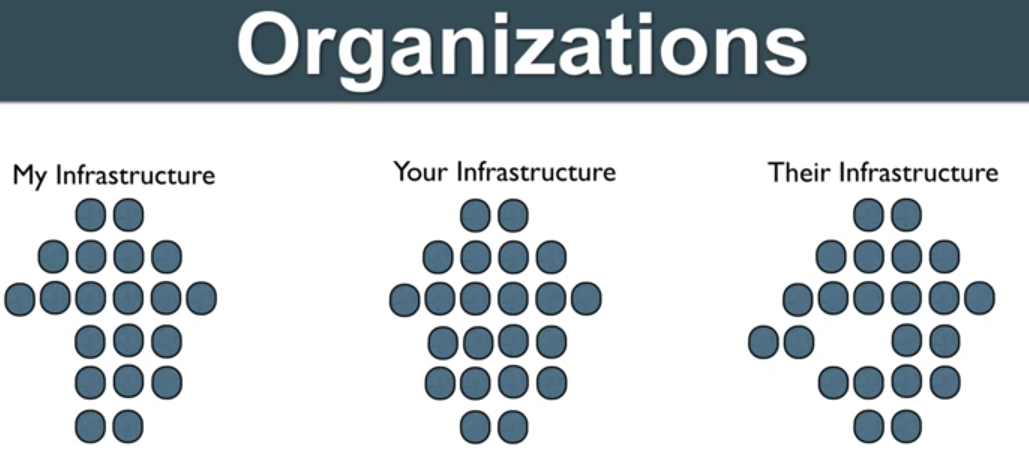 Organizations
My Infrastructure
Your Infrastructure
Their Infrastructure